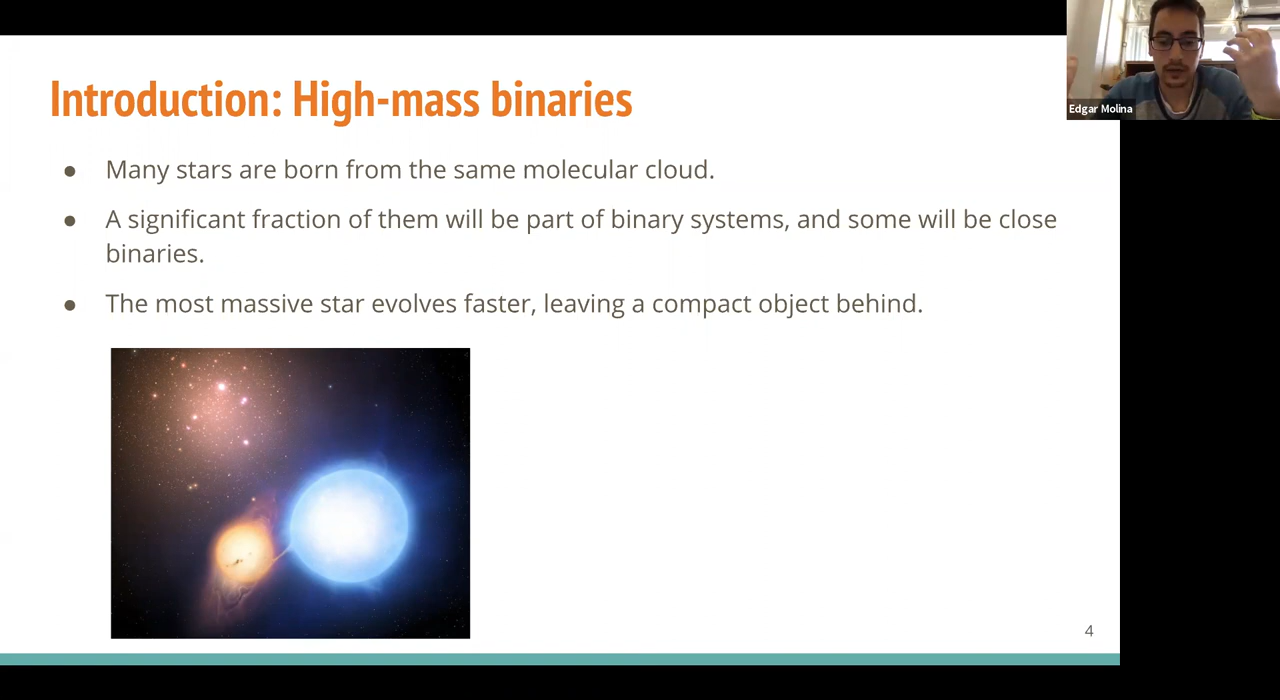 Introduction: High-mass binaries
Edgar Molina
● Many stars are born from the same molecular cloud.
● A significant fraction of them will be part of binary systems, and some will be close
binaries.
● The most massive star evolves faster, leaving a compact object behind.
4